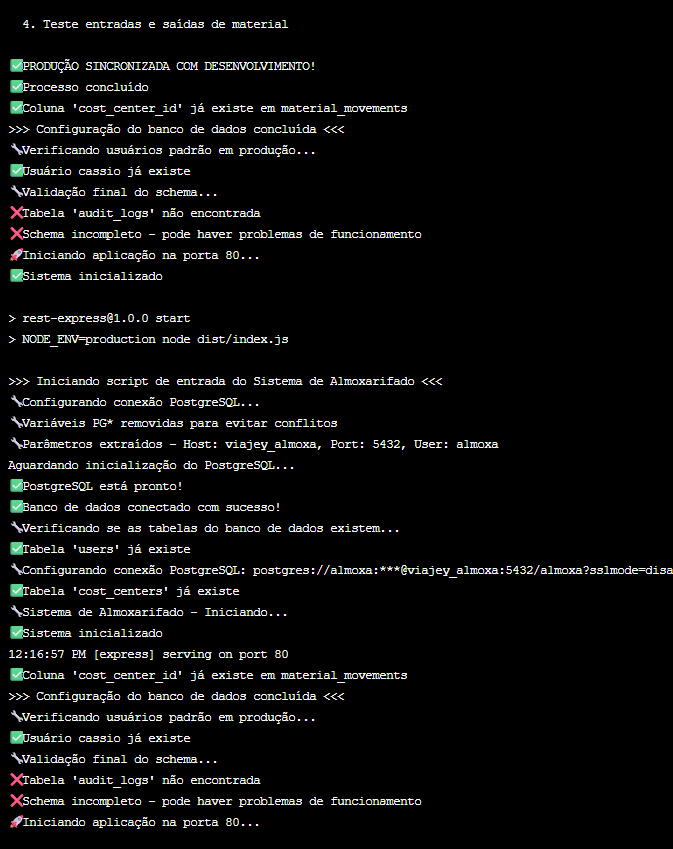 4. Teste entradas e saídas de material
✅PRODUÇÃO SINCRONIZADA COM DESENVOLVIMENTO!
✅Processo concluído
✅Coluna 'cost_center_id' já existe em material_movements
>>> Configuração do banco de dados concluída <<<
🔧Verificando usuários padrão em produção...
✅Usuário cassio já existe
🔧Validação final do schema...
❌Tabela 'audit_logs' não encontrada
❌Schema incompleto - pode haver problemas de funcionamento
🚀Iniciando aplicação na porta 80...
✅Sistema inicializado
> rest-express@1.0.0 start
> NODE_ENV=production node dist/index.js
>>> Iniciando script de entrada do Sistema de Almoxarifado <<<
🔧Configurando conexão PostgreSQL...
🔧Variáveis PG* removidas para evitar conflitos
🔧Parâmetros extraídos - Host: viajey_almoxa, Port: 5432, User: almoxa
Aguardando inicialização do PostgreSQL...
✅PostgreSQL está pronto!
✅Banco de dados conectado com sucesso!
🔧Verificando se as tabelas do banco de dados existem...
✅Tabela 'users' já existe
🔧Configurando conexão PostgreSQL: postgres://almoxa:***@viajey_almoxa:5432/almoxa?sslmode=disa
✅Tabela 'cost_centers' já existe
🔧Sistema de Almoxarifado - Iniciando...
✅Sistema inicializado
12:16:57 PM [express] serving on port 80
✅Coluna 'cost_center_id' já existe em material_movements
>>> Configuração do banco de dados concluída <<<
🔧Verificando usuários padrão em produção...
✅Usuário cassio já existe
🔧Validação final do schema...
❌Tabela 'audit_logs' não encontrada
❌Schema incompleto - pode haver problemas de funcionamento
🚀Iniciando aplicação na porta 80...